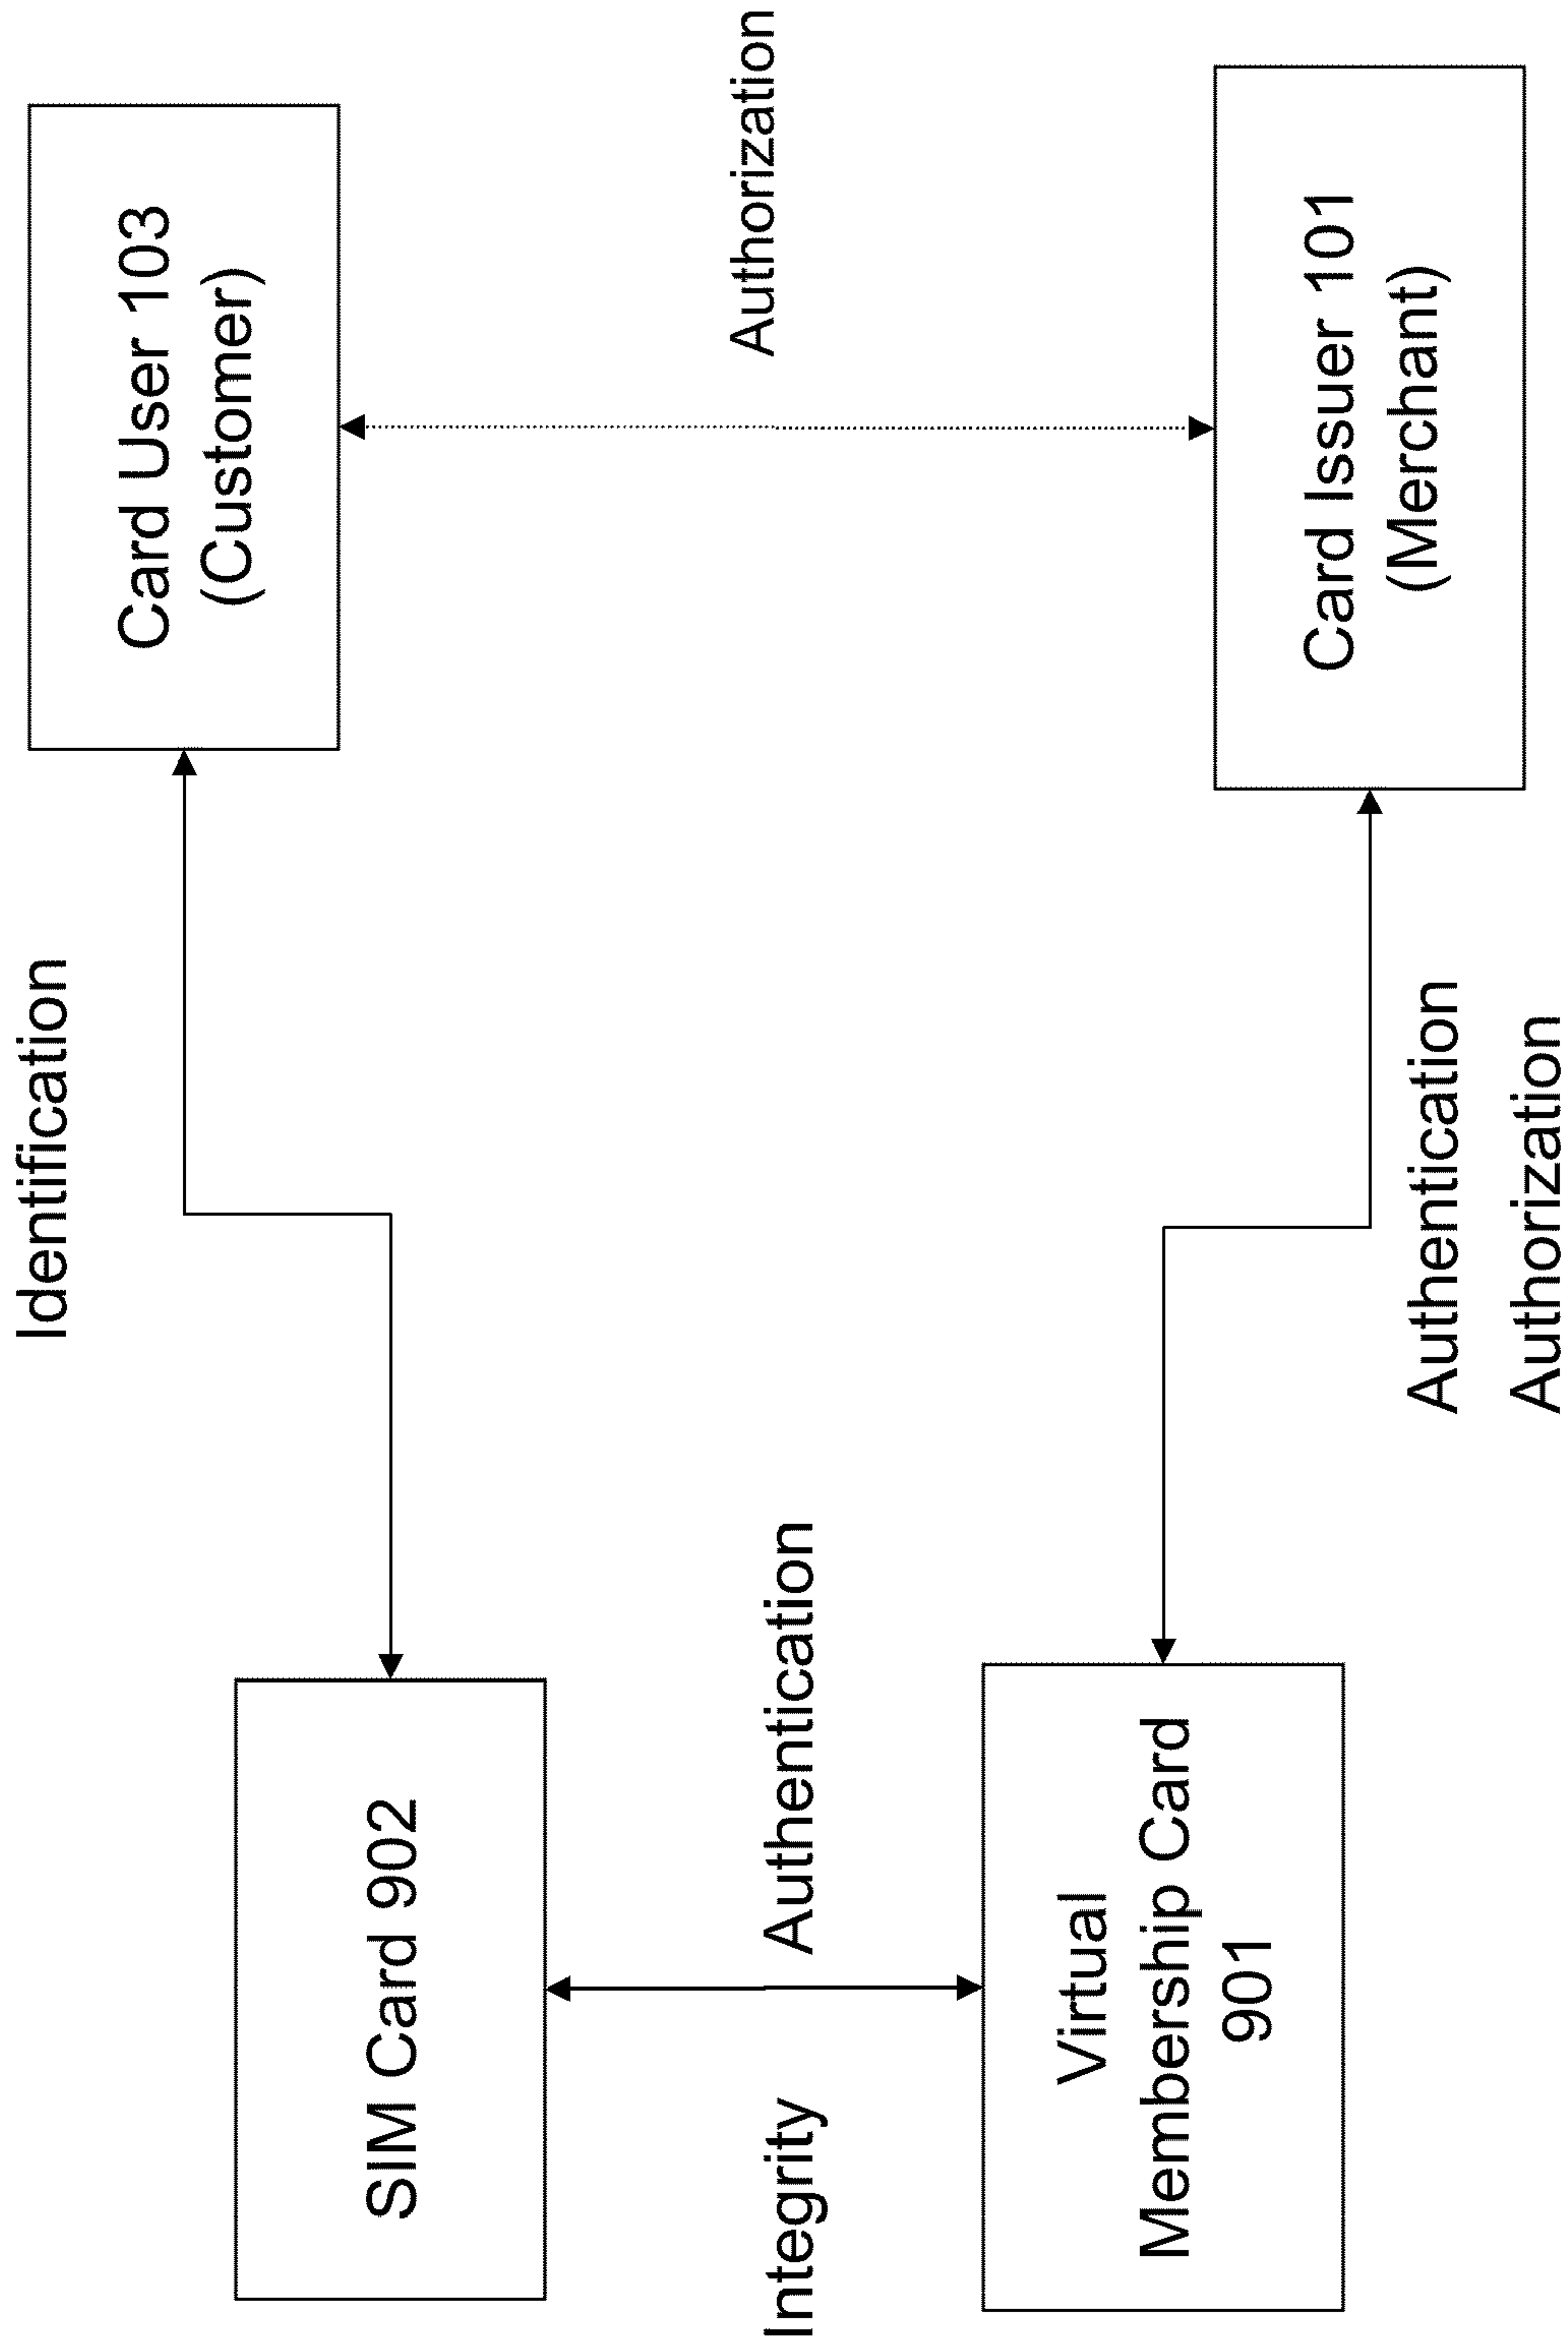 Identification
SIM Card 902
Card User 103
(Customer)
Integrity
Authentication
Authorization
Virtual
Membership Card
901
Card Issuer 101
(Merchant)
Authentication
Authorization